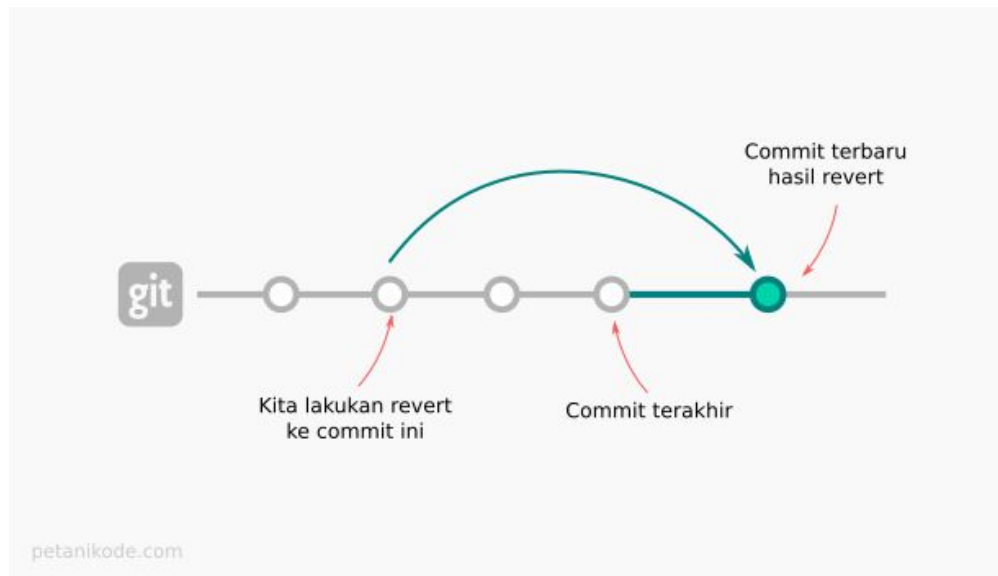 Commit terbaru
hasil revert
git
Kita lakukan revert
ke commit ini
Commit terakhir
petanikode.com